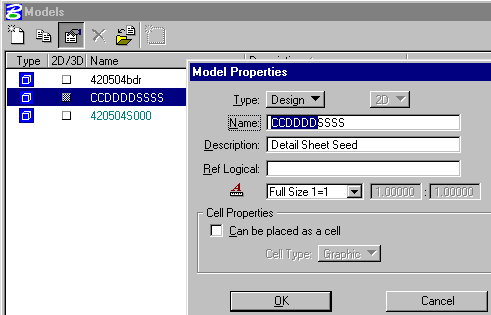 Models
Type 2D/3D Name
420504bdr
CCDDDDSSSS
420504S000
Model Properties
Type: Design 2D
Name: CCDDDDSSSS
Description: Detail Sheet Seed
Ref Logical:
Full Size 1=1 1.00000 : 1.00000
Cell Properties
Can be placed as a cell
Cell Type: Graphic
OK Cancel